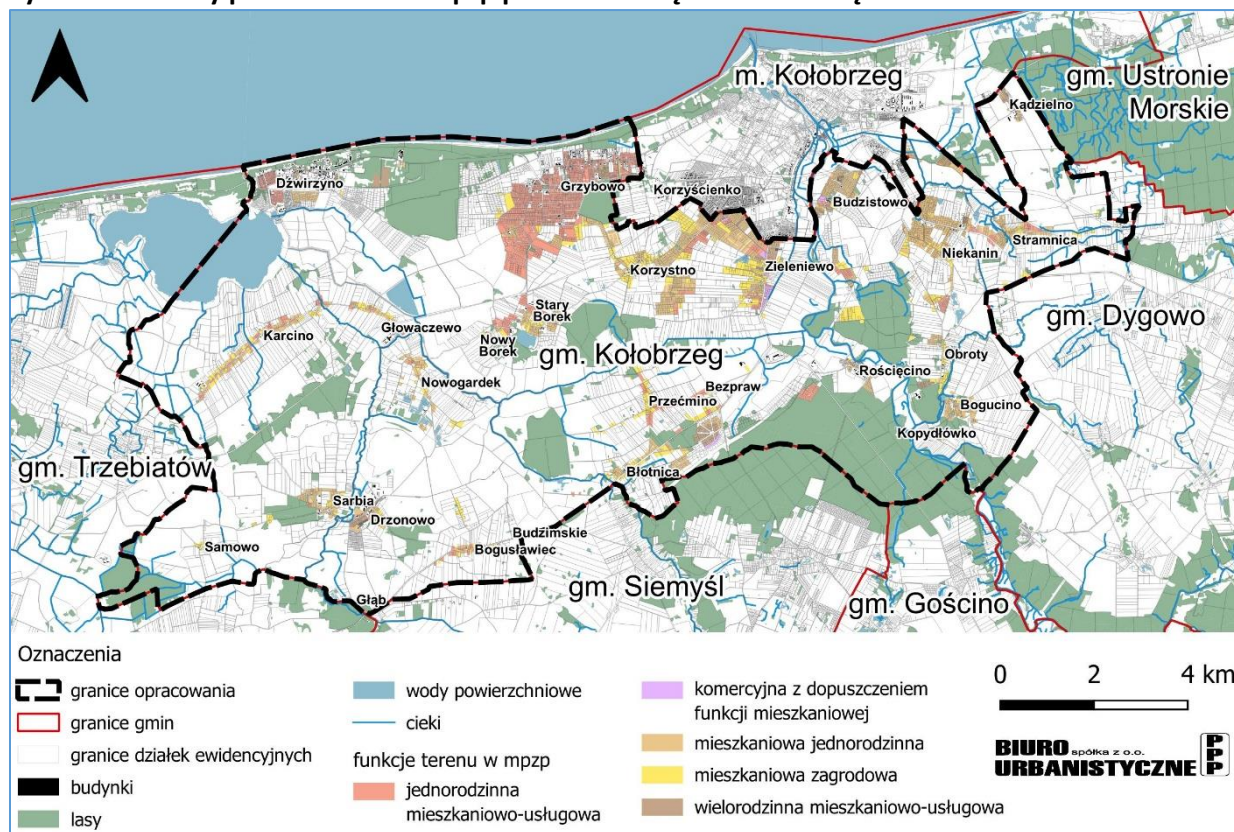 m. Kołobrzeg
gm. Ustronie
Morskie
Kądzielno
Dźwirzyno
Grzybowo
Korzyścienko
Budzistowo
Stramnica
Niekanin
Korzystno
Zieleniewo
gm. Dygowo
Stary
Borek
Karcino
Głowaczewo
Nowy
Borek
gm. Kołobrzeg
Obroty
Rościęcino
Nowogardek
Bezpraw
Przećmino
Bogucino
Kopydłówko
gm. Trzebiatów
Błotnica
Sarbia
Drzonowo
Budzimskie
Samowo
Bogusławiec
gm. Siemyśl
Głąb
gm. Gościno
Oznaczenia
granice opracowania
granice gmin
granice działek ewidencyjnych
budynki
lasy
wody powierzchniowe
cieki
funkcje terenu w mpzp
jednorodzinna
mieszkaniowo-usługowa
komercyjna z dopuszczeniem
funkcji mieszkaniowej
mieszkaniowa jednorodzinna
mieszkaniowa zagrodowa
wielorodzinna mieszkaniowo-usługowa
0 2 4 km
BIURO spółka z o.o.
URBANISTYCZNE
PPP